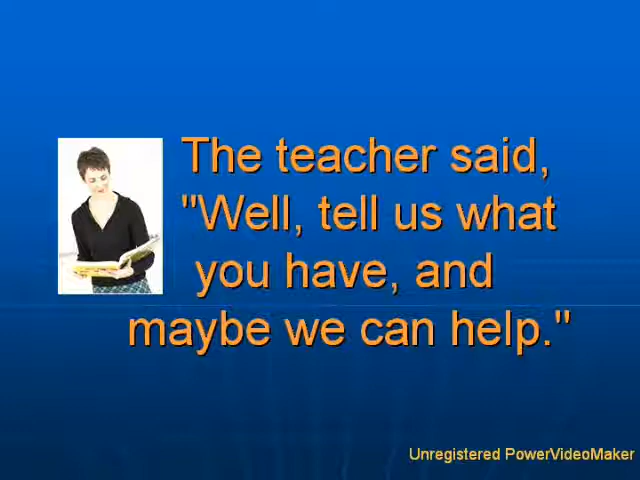 The teacher said,
"Well, tell us what
you have, and
maybe we can help."
Unregistered PowerVideoMaker